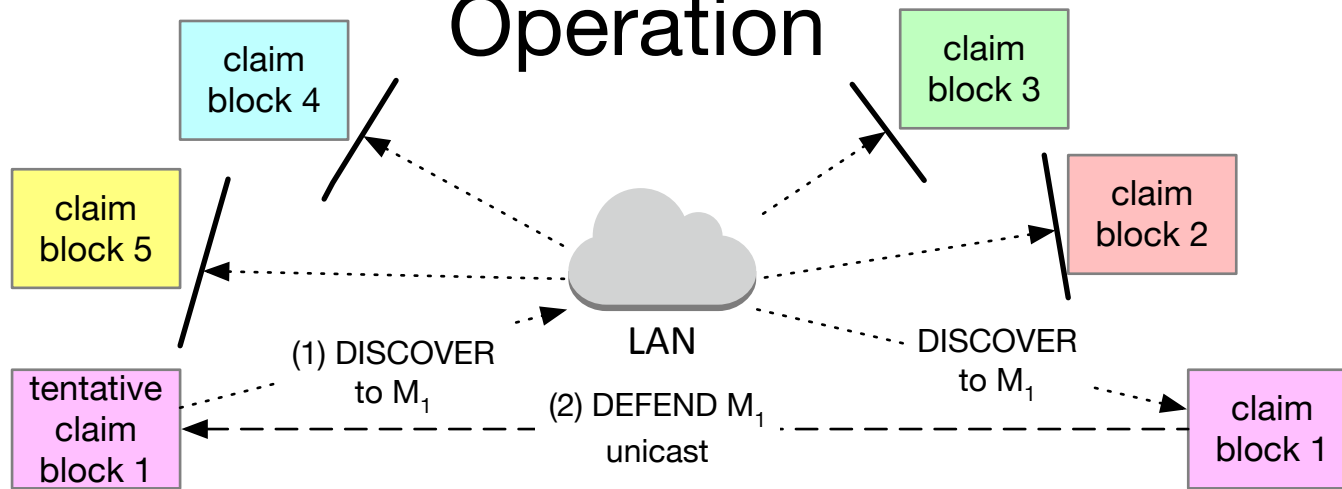 Operation
claim
block 4
claim
block 3
claim
block 5
claim
block 2
LAN
(1) DISCOVER
to M₁
DISCOVER
to M₁
tentative
claim
block 1
(2) DEFEND M₁
unicast
claim
block 1